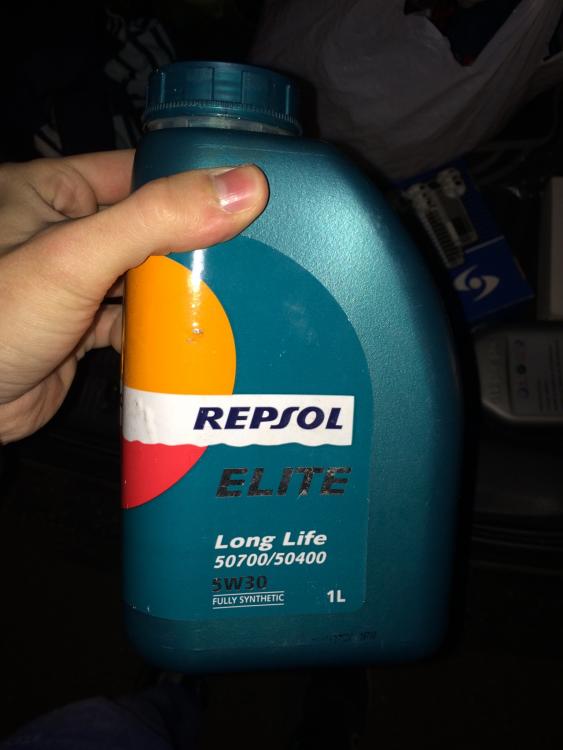 REPSOL
ELITE
Long Life
50700/50400
5W30
FULLY SYNTHETIC
1L